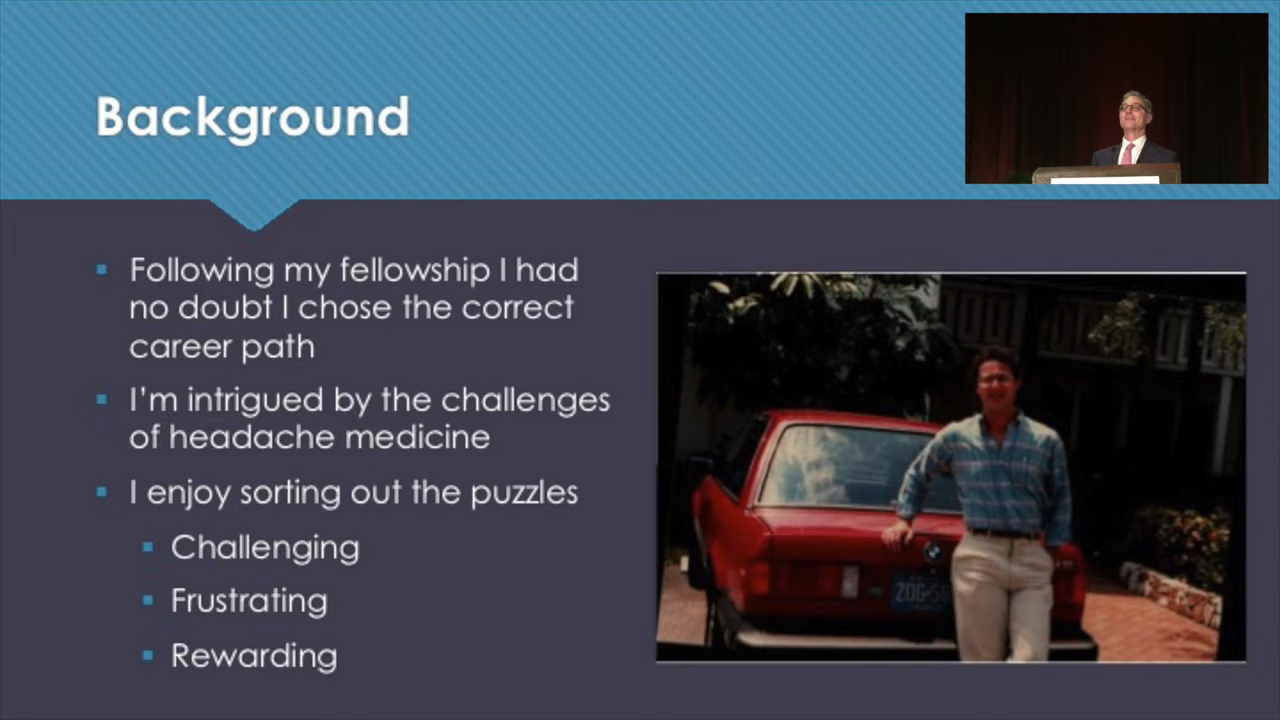 Background
Following my fellowship I had
no doubt I chose the correct
career path
I'm intrigued by the challenges
of headache medicine
I enjoy sorting out the puzzles
Challenging
Frustrating
Rewarding